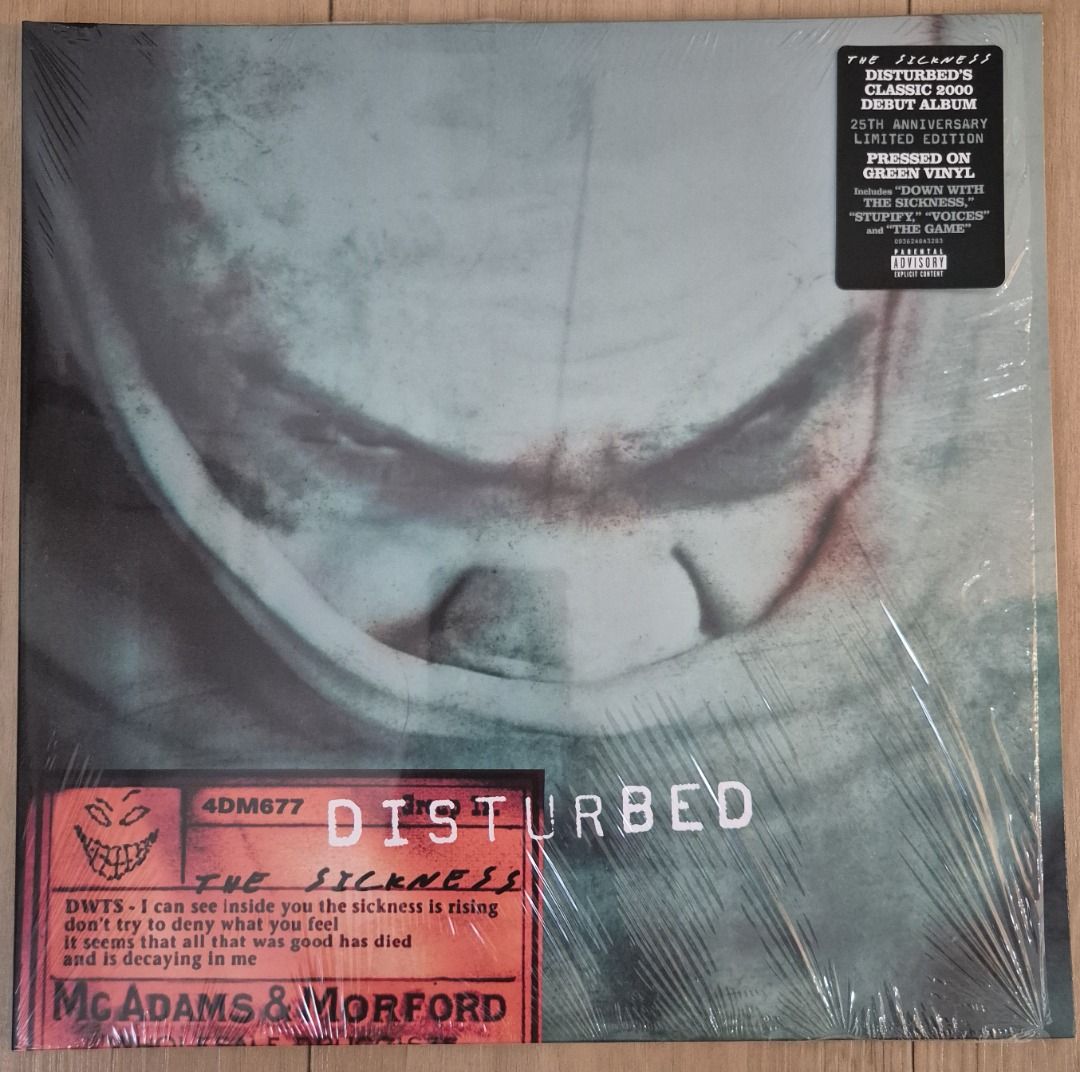 THE SICKNESS
DISTURBED'S
CLASSIC 2000
DEBUT ALBUM
25TH ANNIVERSARY
LIMITED EDITION
PRESSED ON
GREEN VINYL
Includes "DOWN WITH
THE SICKNESS,"
"STUPIFY," "VOICES"
and "THE GAME"
093624843283
PARENTAL
ADVISORY
EXPLICIT CONTENT
4DM677
DISTURBED
THE SICKNESS
DWTS - I can see inside you the sickness is rising
don't try to deny what you feel
it seems that all that was good has died
and is decaying in me
MCADAMS & MORFORD